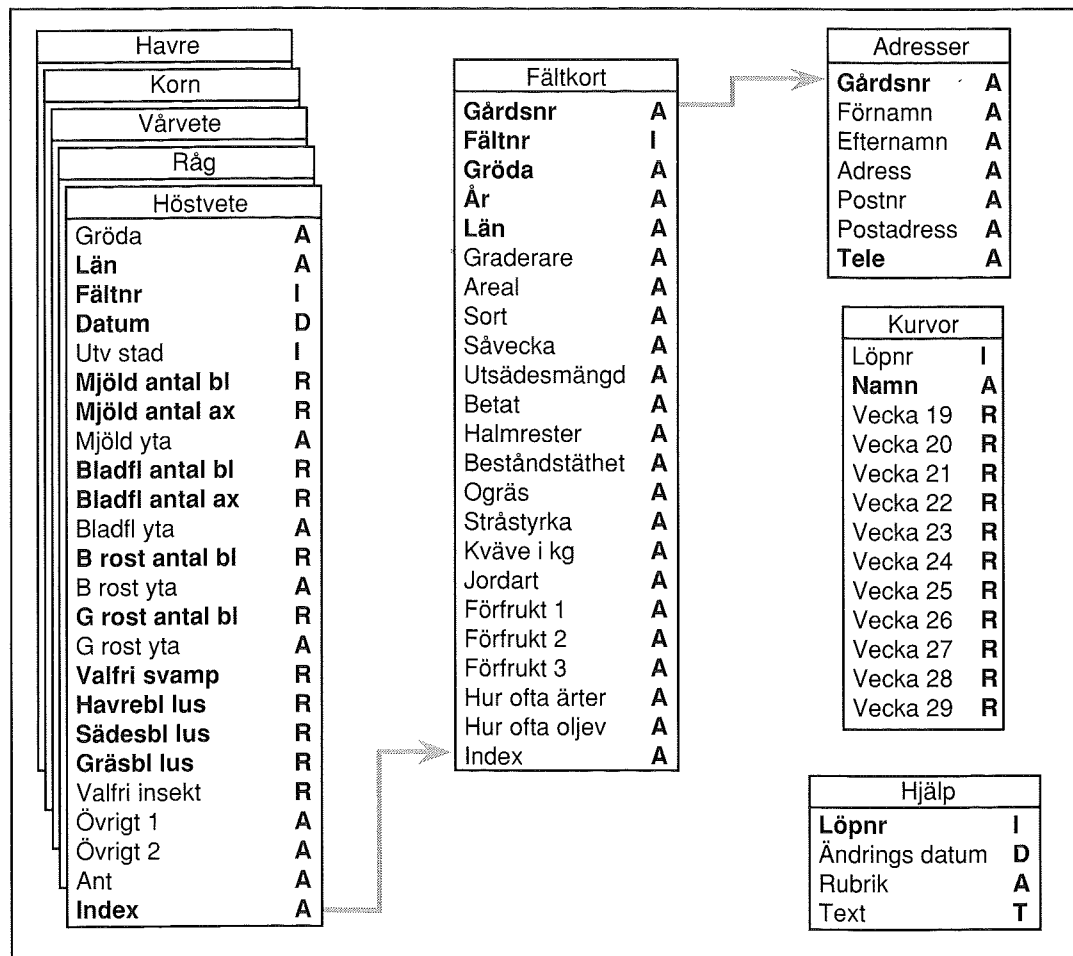 Havre
Korn
Vårvete
Råg
Höstvete
Gröda A
Län A
Fältnr I
Datum D
Utv stad I
Mjöld antal bl R
Mjöld antal ax R
Mjöld yta A
Bladfl antal bl R
Bladfl antal ax R
Bladfl yta A
B rost antal bl R
B rost yta A
G rost antal bl R
G rost yta A
Valfri svamp R
Havrebl lus R
Sädesbl lus R
Gräsbl lus R
Valfri insekt R
Övrigt 1 A
Övrigt 2 A
Ant A
Index A
Fältkort
Gårdsnr A
Fältnr I
Gröda A
År A
Län A
Graderare A
Areal A
Sort A
Såvecka A
Utsädesmängd A
Betat A
Halmrester A
Beståndstäthet A
Ogräs A
Stråstyrka A
Kväve i kg A
Jordart A
Förfrukt 1 A
Förfrukt 2 A
Förfrukt 3 A
Hur ofta ärter A
Hur ofta oljev A
Index A
Adresser
Gårdsnr A
Förnamn A
Efternamn A
Adress A
Postnr A
Postadress A
Tele A
Kurvor
Löpnr I
Namn A
Vecka 19 R
Vecka 20 R
Vecka 21 R
Vecka 22 R
Vecka 23 R
Vecka 24 R
Vecka 25 R
Vecka 26 R
Vecka 27 R
Vecka 28 R
Vecka 29 R
Hjälp
Löpnr I
Ändrings datum D
Rubrik A
Text T